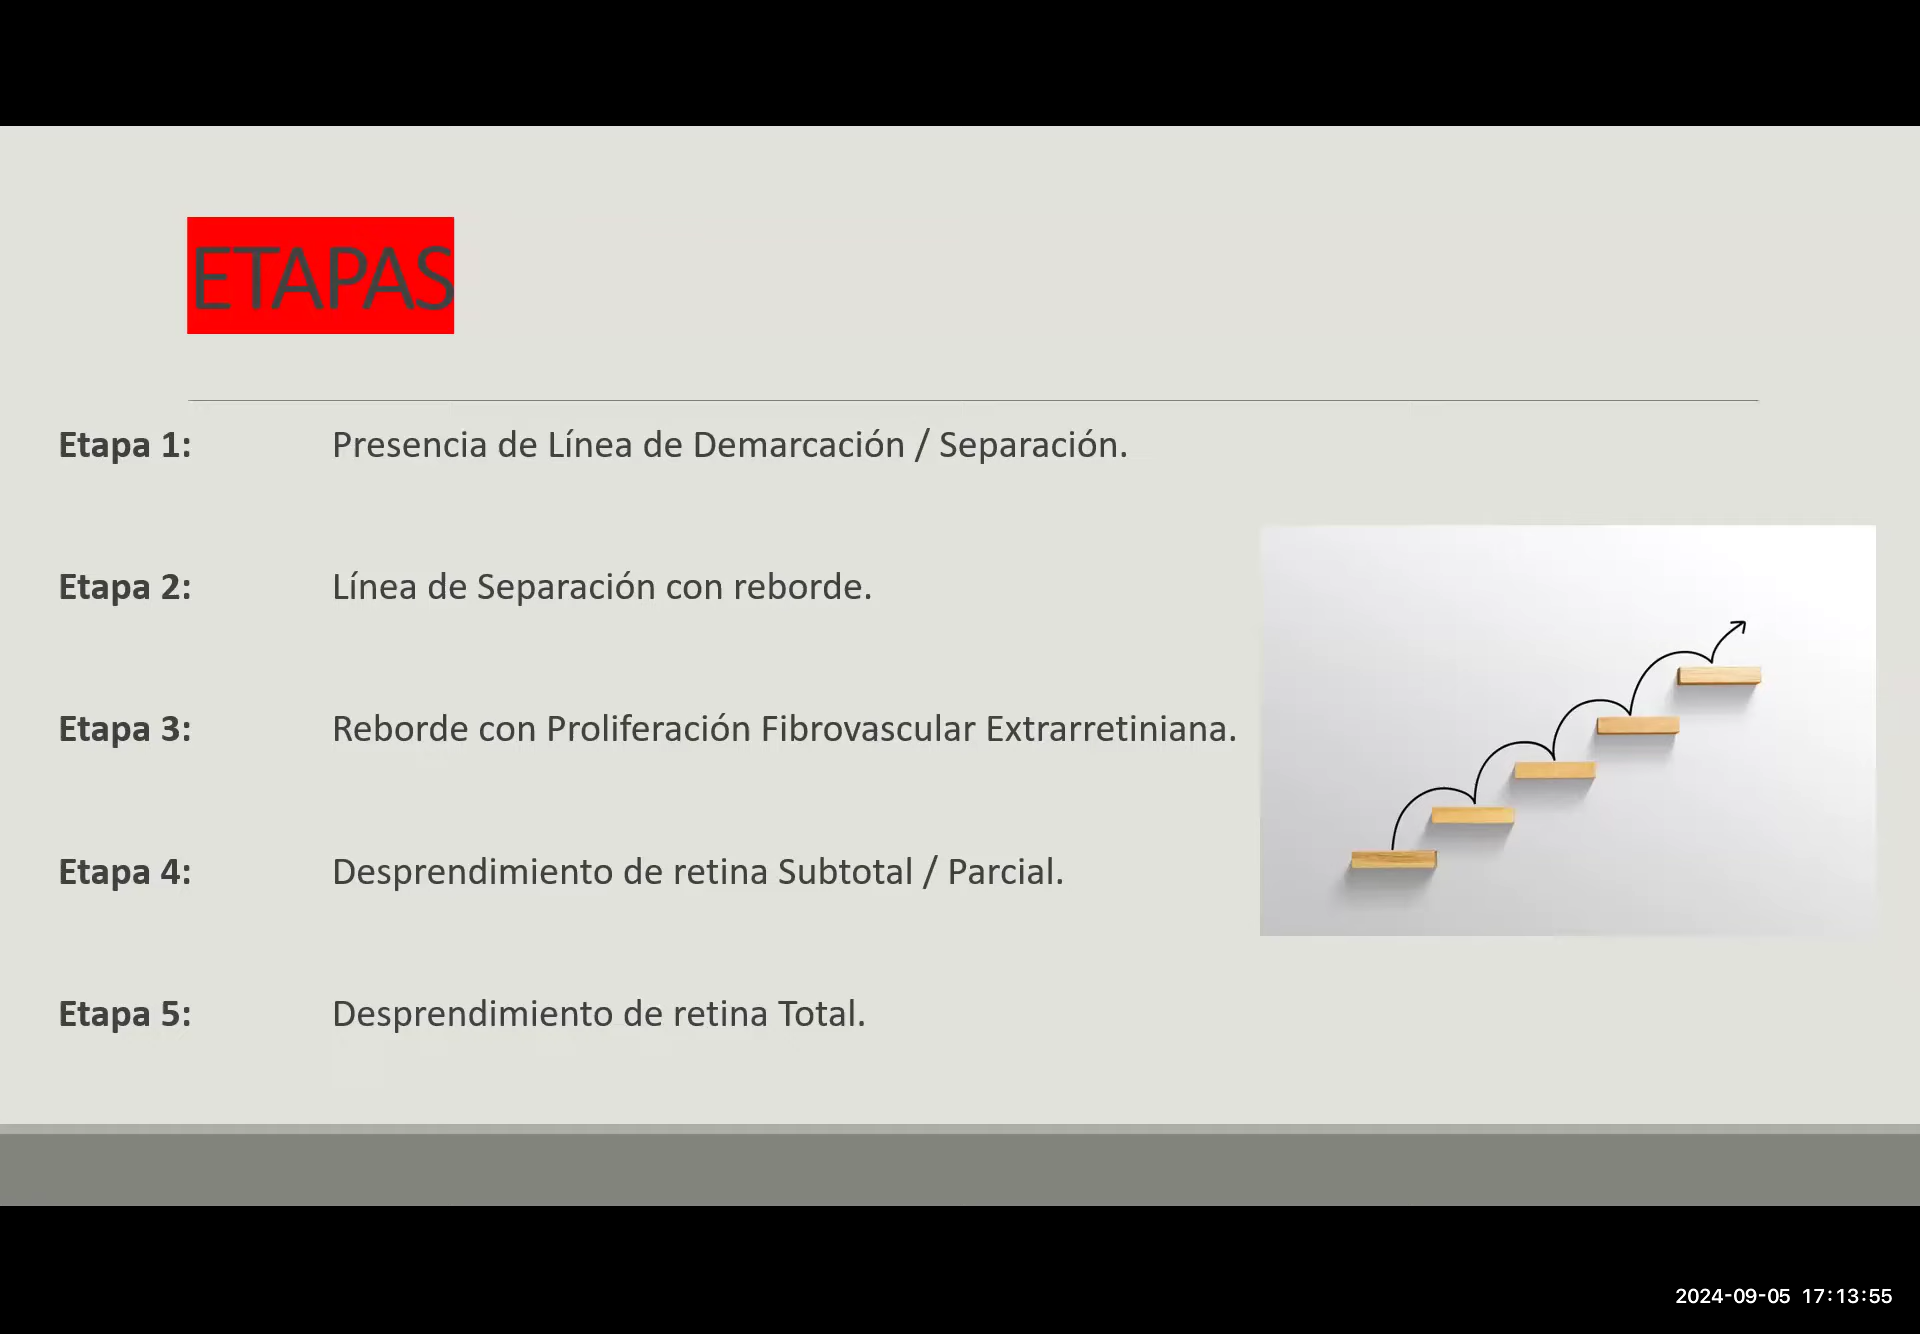 ETAPAS
Etapa 1: Presencia de Línea de Demarcación / Separación.
Etapa 2: Línea de Separación con reborde.
Etapa 3: Reborde con Proliferación Fibrovascular Extrarretiniana.
Etapa 4: Desprendimiento de retina Subtotal / Parcial.
Etapa 5: Desprendimiento de retina Total.
2024-09-05 17:13:55